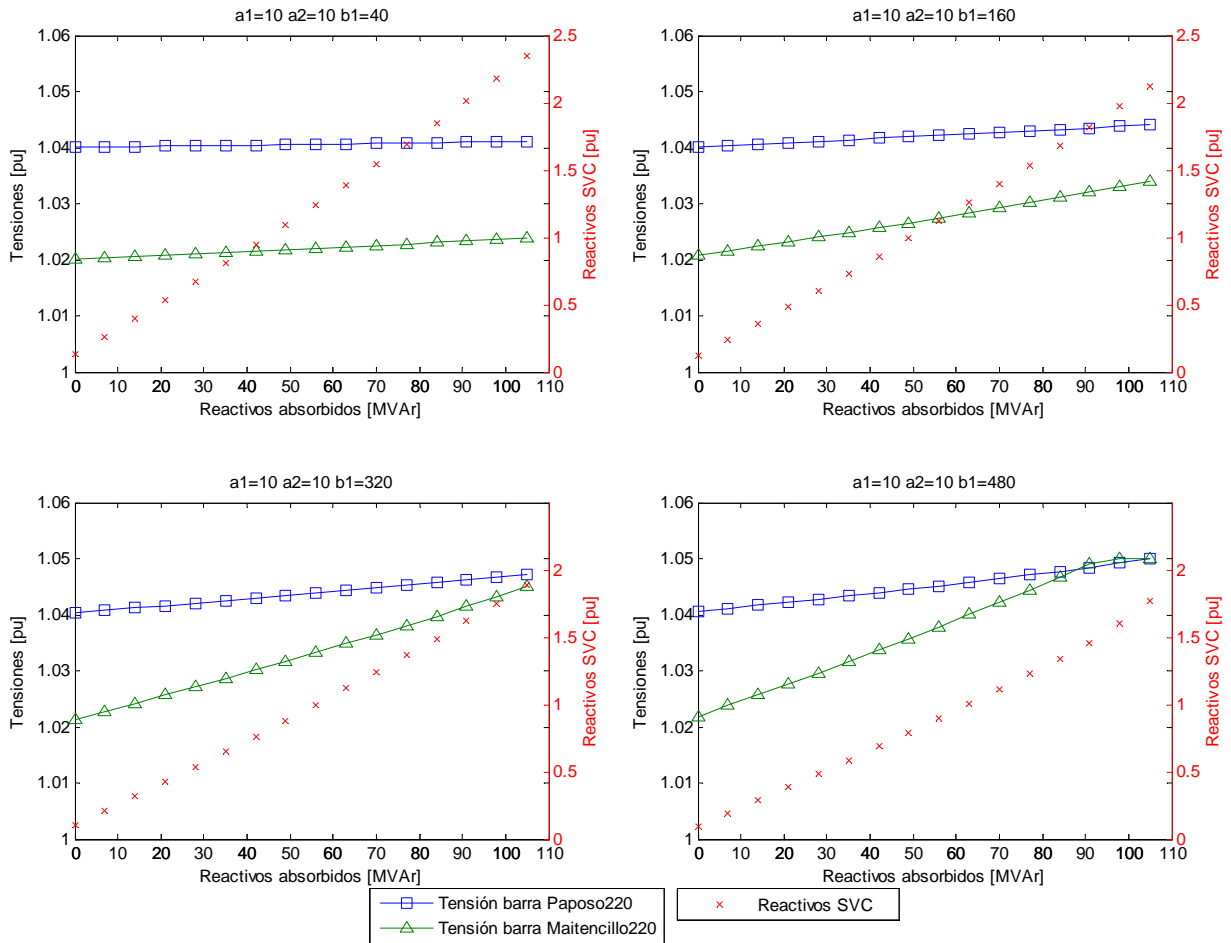 a1=10 a2=10 b1=40
1.06
1.05
1.04
1.03
1.02
1.01
1
Tensiones [pu]
2.5
2
1.5
1
0.5
0
Reactivos SVC [pu]
0 10 20 30 40 50 60 70 80 90 100 110
Reactivos absorbidos [MVAr]
a1=10 a2=10 b1=160
1.06
1.05
1.04
1.03
1.02
1.01
1
Tensiones [pu]
2.5
2
1.5
1
0.5
0
Reactivos SVC [pu]
0 10 20 30 40 50 60 70 80 90 100 110
Reactivos absorbidos [MVAr]
a1=10 a2=10 b1=320
1.06
1.05
1.04
1.03
1.02
1.01
1
Tensiones [pu]
2.5
2
1.5
1
0.5
0
Reactivos SVC [pu]
0 10 20 30 40 50 60 70 80 90 100 110
Reactivos absorbidos [MVAr]
a1=10 a2=10 b1=480
1.06
1.05
1.04
1.03
1.02
1.01
1
Tensiones [pu]
2.5
2
1.5
1
0.5
0
Reactivos SVC [pu]
0 10 20 30 40 50 60 70 80 90 100 110
Reactivos absorbidos [MVAr]
Tensión barra Paposo220
Tensión barra Maitencillo220
Reactivos SVC